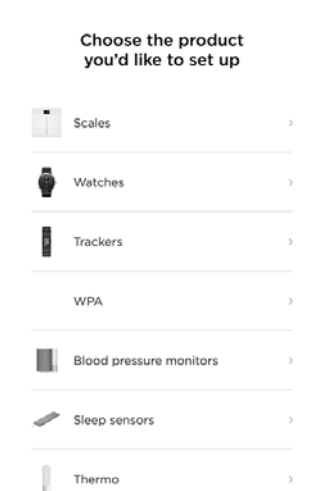 Choose the product
you'd like to set up
Scales
Watches
Trackers
WPA
Blood pressure monitors
Sleep sensors
Thermo